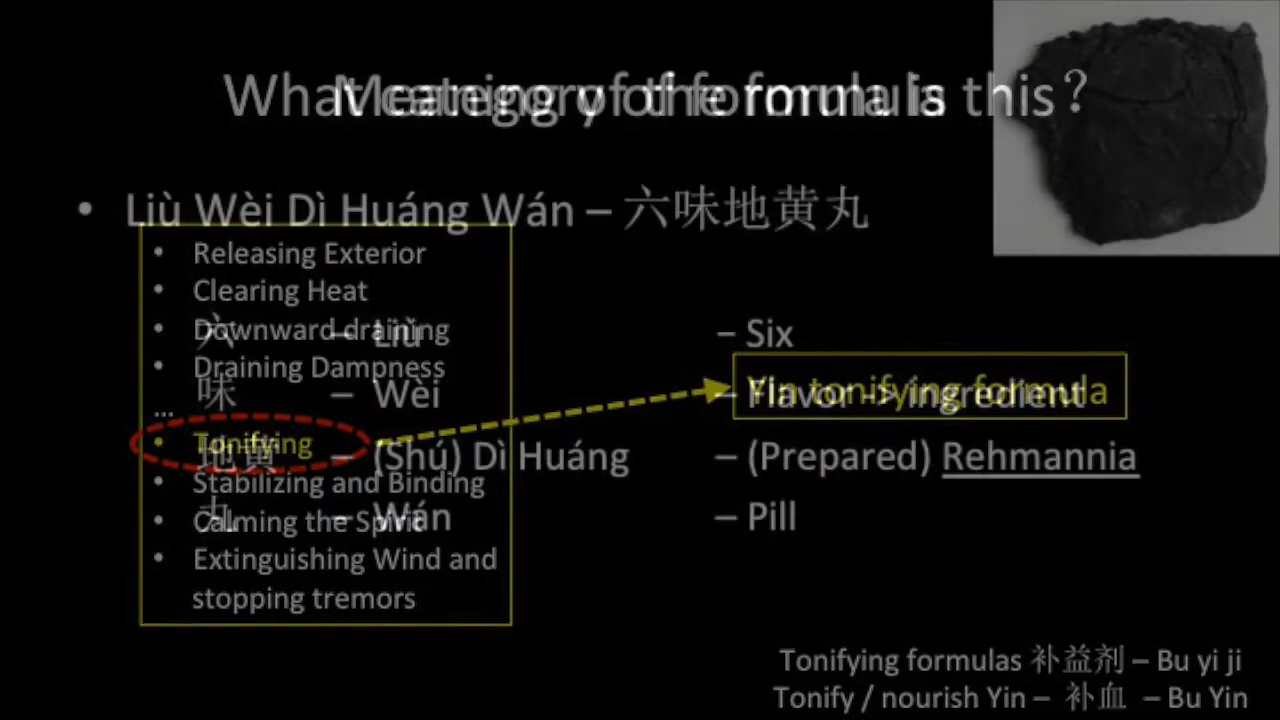 What category of formula is this？
Meaning of the formula
• Liù Wèi Dì Huáng Wán – 六味地黄丸
• Releasing Exterior
• Clearing Heat
• Downward draining
• Draining Dampness
...
• Tonifying
• Stabilizing and Binding
• Calming the Spirit
• Extinguishing Wind and
stopping tremors
Yin tonifying formula
六 – Liù – Six
味 – Wèi – Flavor -> ingredient
地黄 – (Shú) Dì Huáng – (Prepared) Rehmannia
丸 – Wán – Pill
Tonifying formulas 补益剂 – Bu yi ji
Tonify / nourish Yin – 补血 – Bu Yin